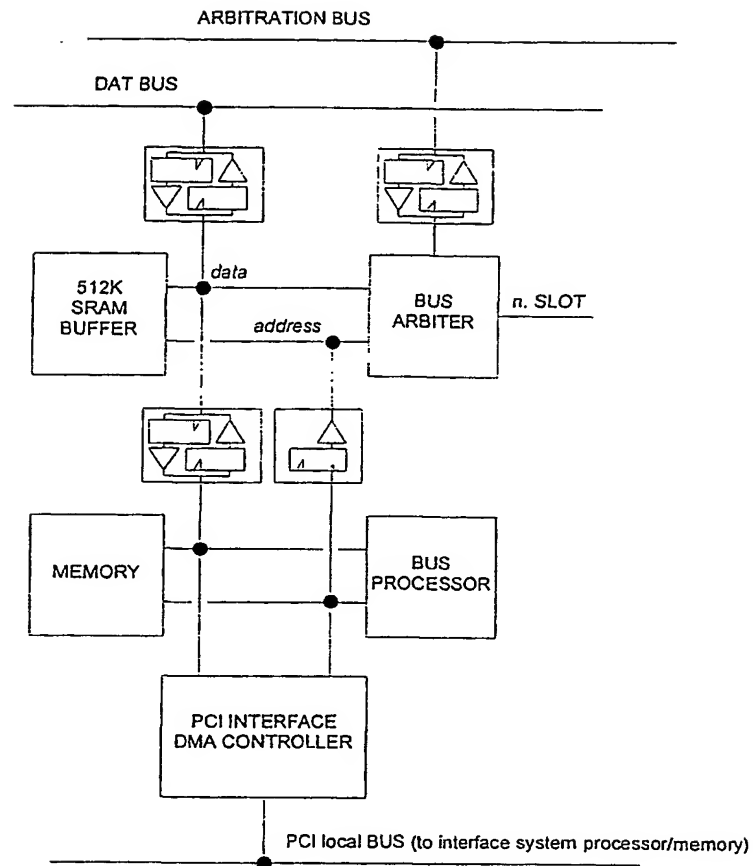 ARBITRATION BUS
DAT BUS
data
512K
SRAM
BUFFER
BUS
ARBITER
n. SLOT
address
MEMORY
BUS
PROCESSOR
PCI INTERFACE
DMA CONTROLLER
PCI local BUS (to interface system processor/memory)